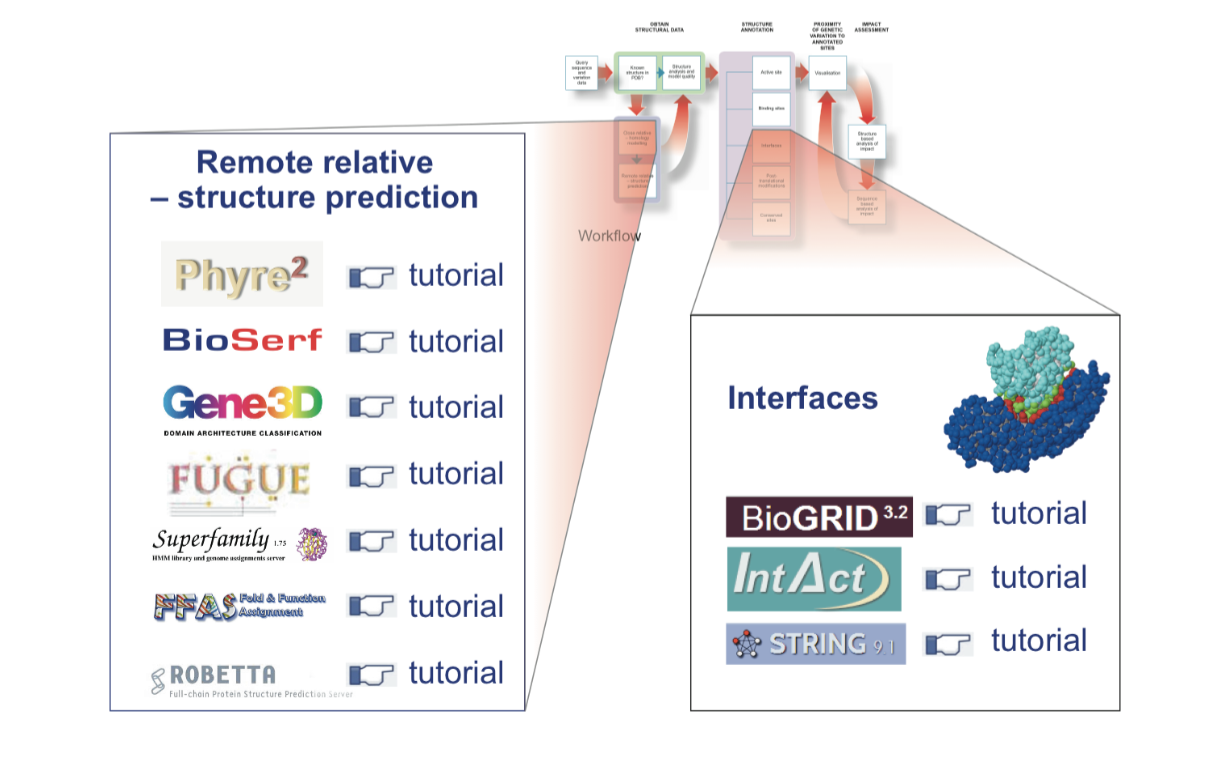 OBTAIN
STRUCTURAL DATA
STRUCTURE
ANNOTATION
PROXIMITY
OF GENETIC
VARIATION TO
ANNOTATED
SITES
IMPACT
ASSESSMENT
Query
sequence
and
variation
data
Known
structure in
PDB?
Structure
analysis and
model quality
Active site
Binding sites
Interfaces
Post-
translational
modifications
Conserved
sites
Visualisation
Structure
based
analysis of
impact
Sequence
based
analysis of
impact
Close relative
– homology
modelling
Remote relative
– structure
prediction
Workflow
Remote relative
– structure prediction
Phyre2
tutorial
BioSerf
tutorial
Gene3D
DOMAIN ARCHITECTURE CLASSIFICATION
tutorial
FUGUE
tutorial
Superfamily 1.75
HMM library and genome assignments server
tutorial
FFAS Fold & Function
Assignment
tutorial
ROBETTA
Full-chain Protein Structure Prediction Server
tutorial
Interfaces
BioGRID 3.2
tutorial
IntAct
tutorial
STRING 9.1
tutorial